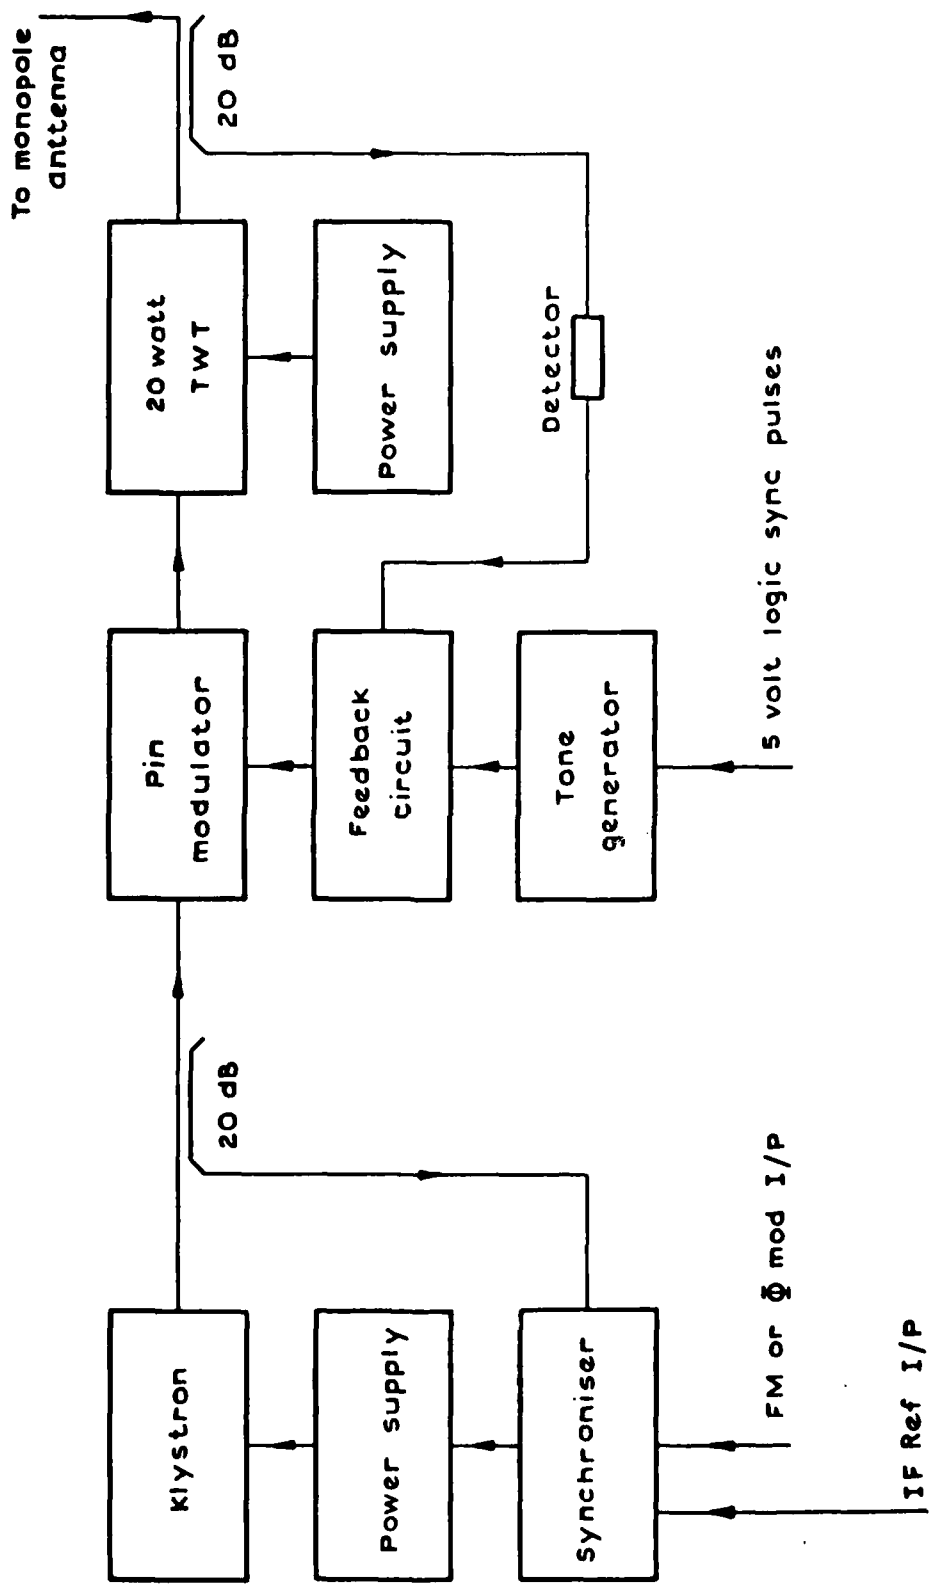 To monopole
anttenna
20 dB
20 dB
Klystron
Pin
modulator
20 watt
TWT
Power supply
Feedback
circuit
Power supply
Synchroniser
Tone
generator
Detector
FM or Φ mod I/P
IF Ref I/P
5 volt logic sync pulses